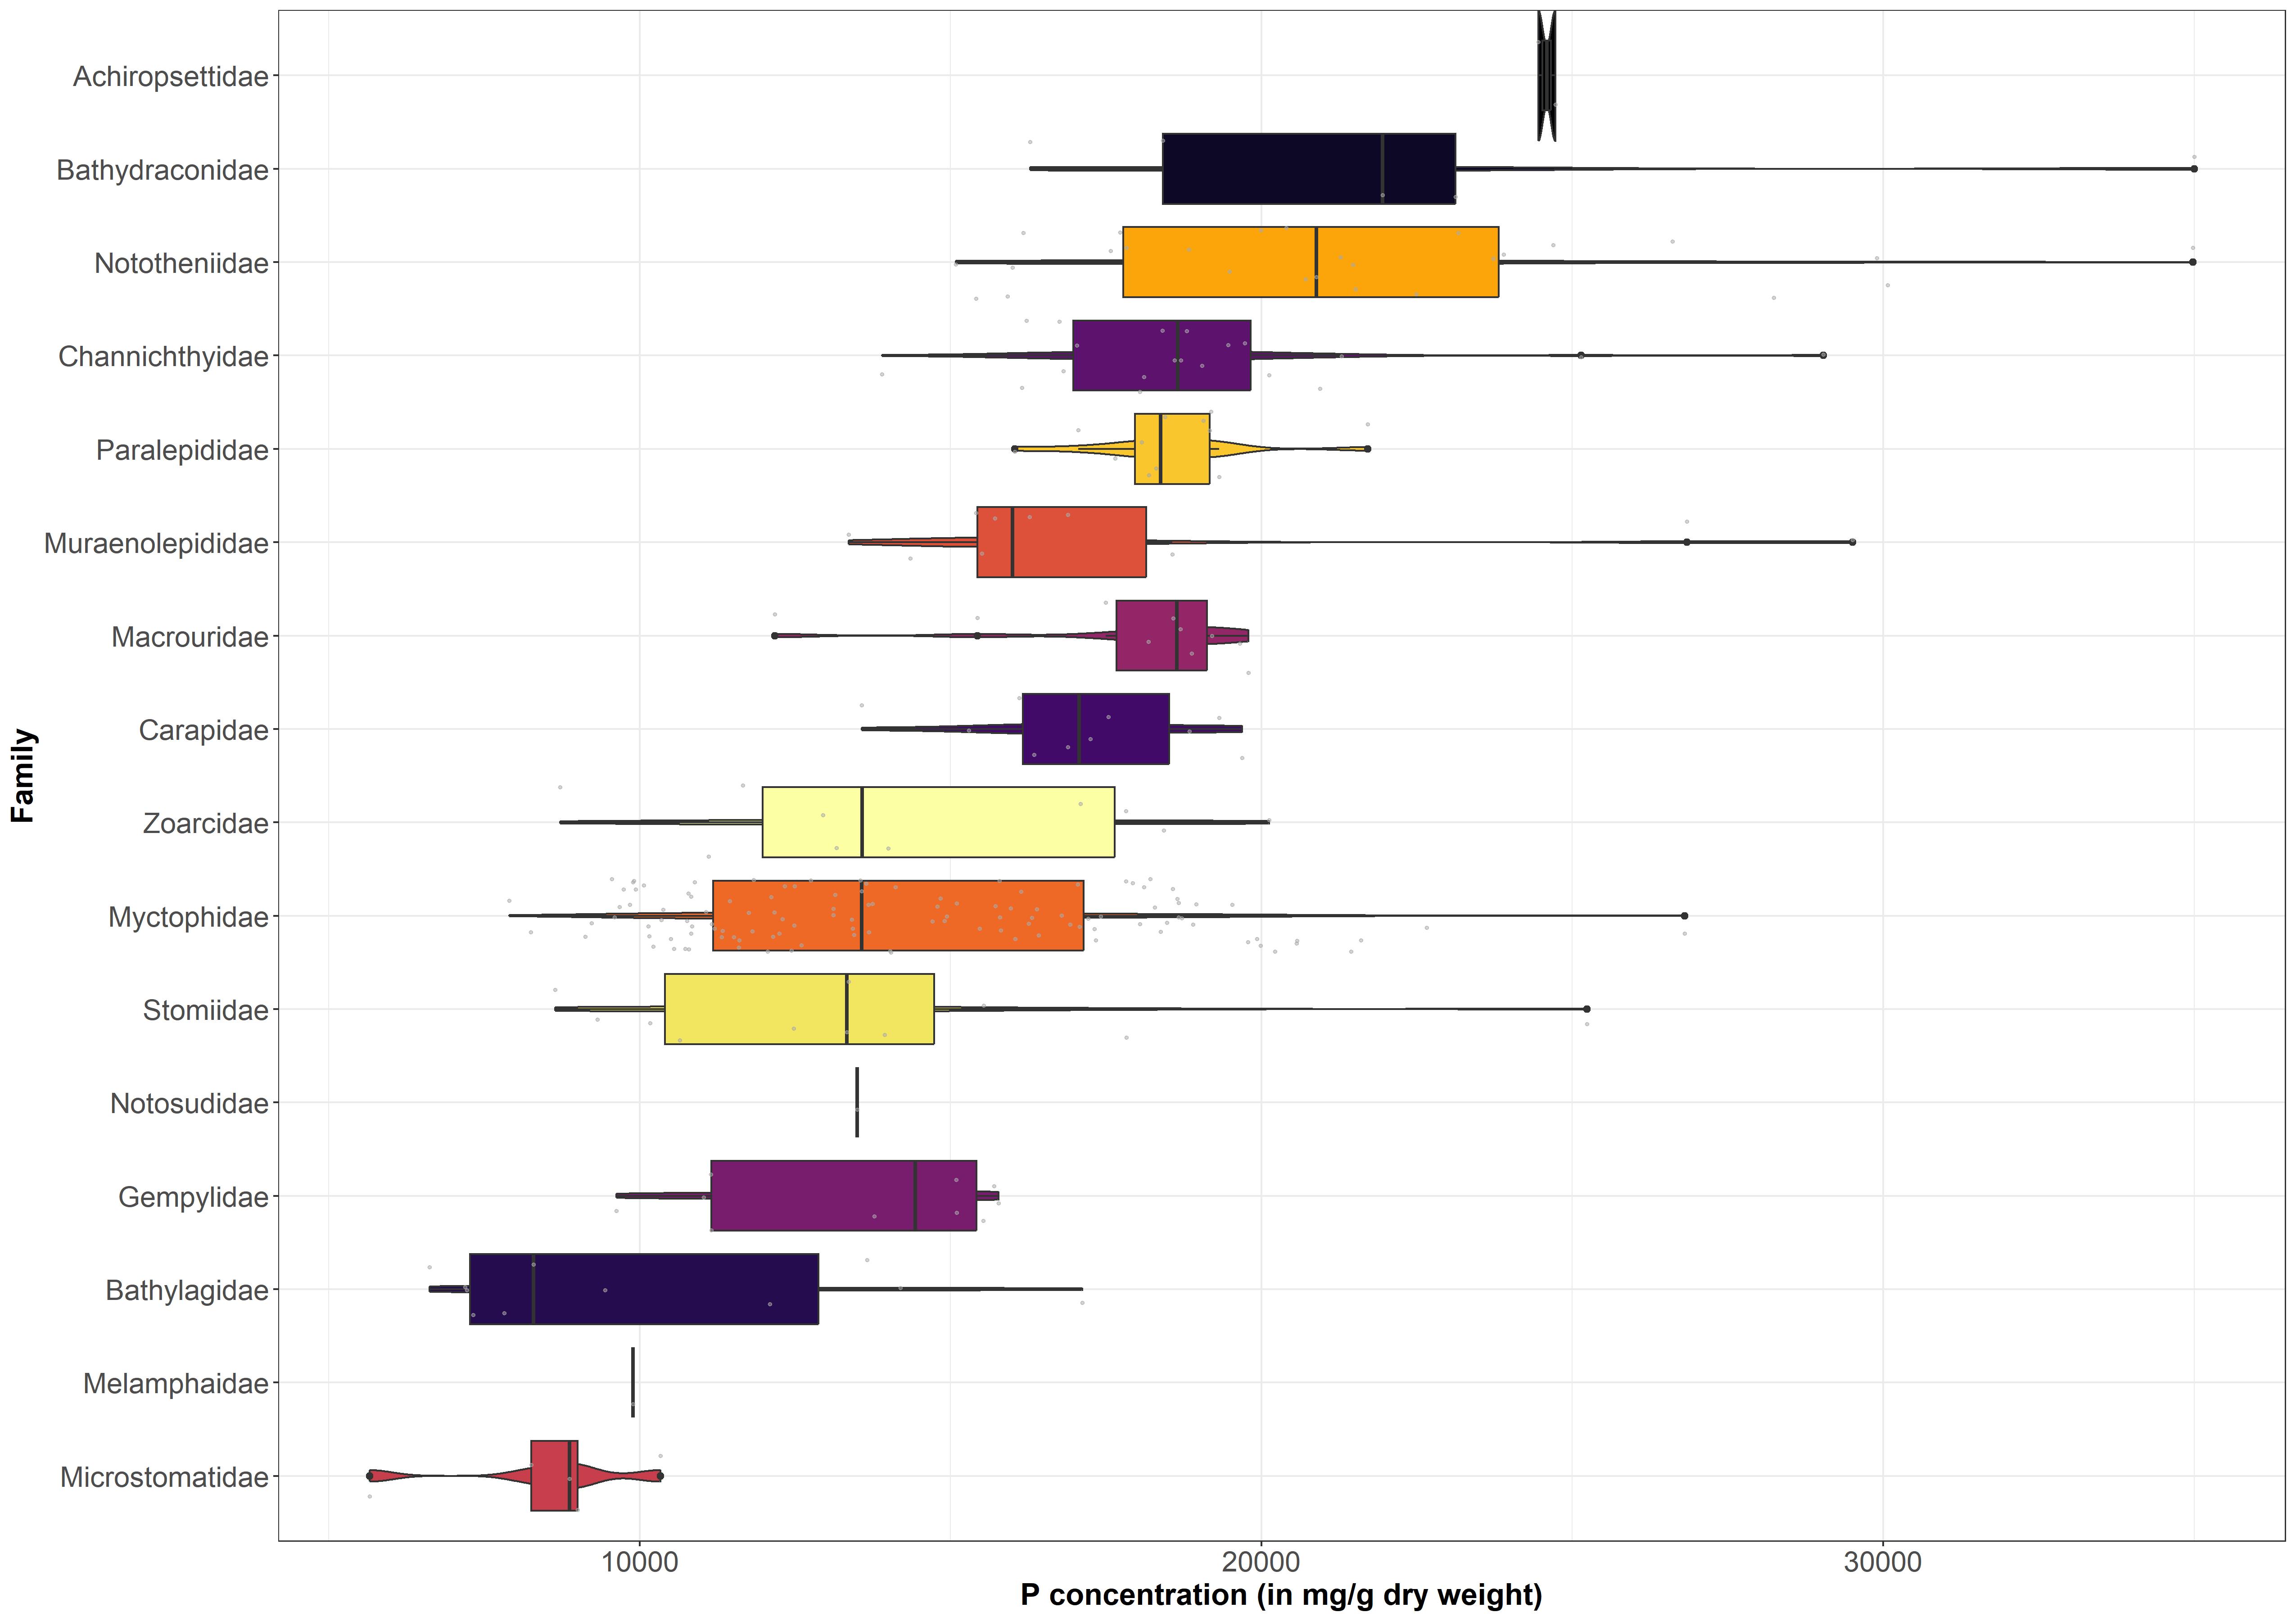 Family
Achiropsettidae
Bathydraconidae
Nototheniidae
Channichthyidae
Paralepididae
Muraenolepididae
Macrouridae
Carapidae
Zoarcidae
Myctophidae
Stomiidae
Notosudidae
Gempylidae
Bathylagidae
Melamphaidae
Microstomatidae
10000 20000 30000
P concentration (in mg/g dry weight)